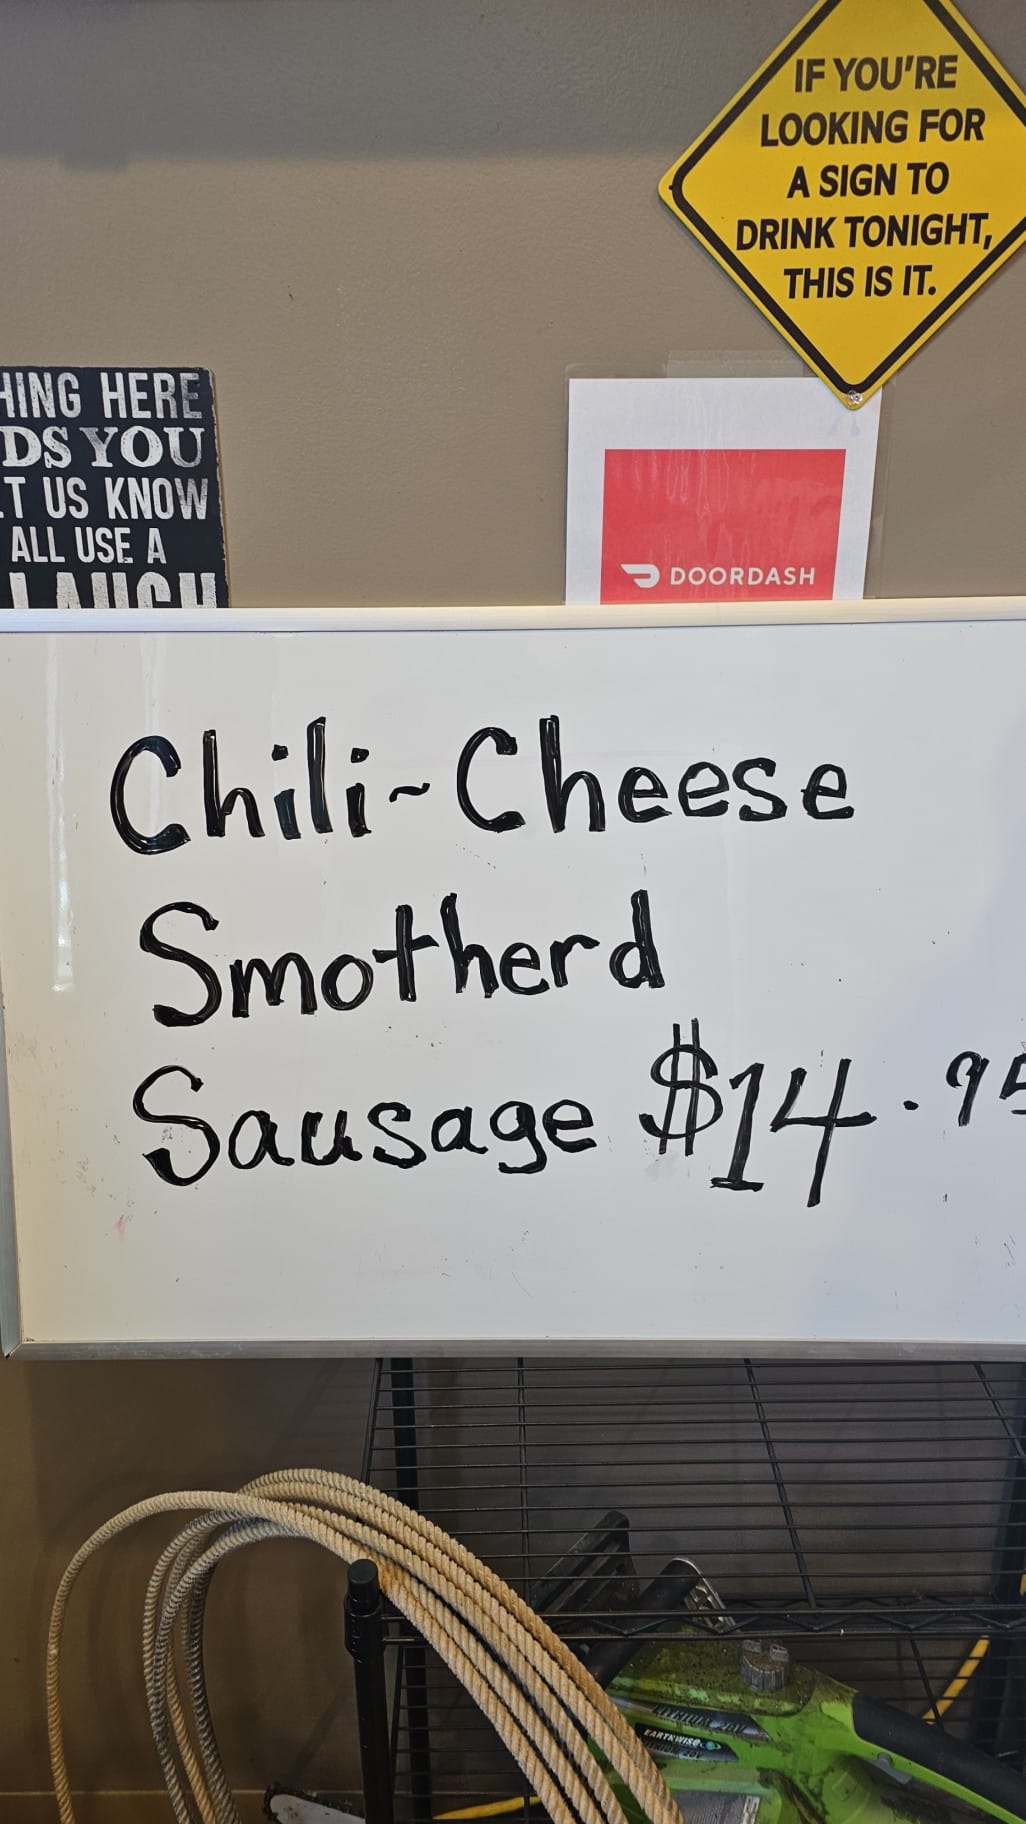 IF YOU'RE
LOOKING FOR
A SIGN TO
DRINK TONIGHT,
THIS IS IT.
HING HERE
DS YOU
T US KNOW
ALL USE A
LAUGH
DOORDASH
Chili-Cheese
Smotherd
Sausage $14.95
EARTHWISE